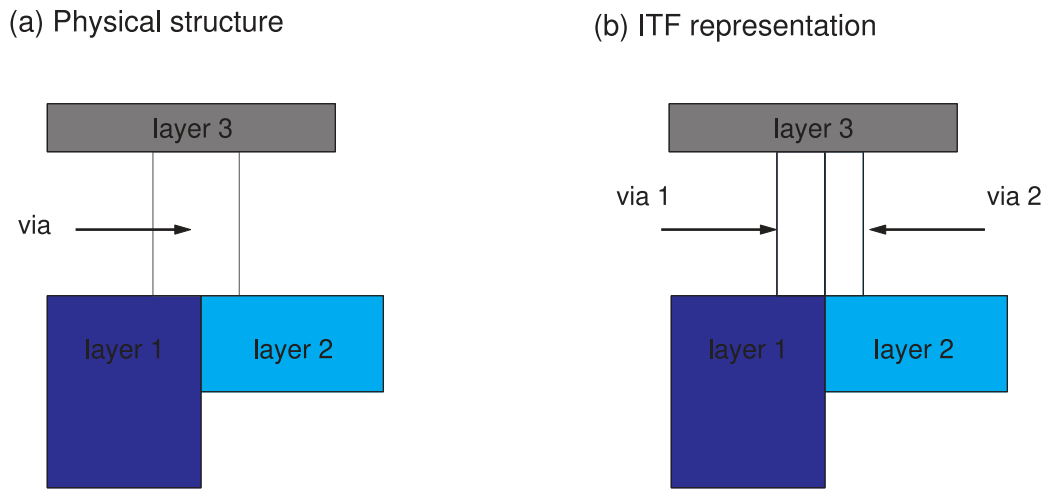 (a) Physical structure
(b) ITF representation
layer 3
via
layer 1
layer 2
layer 3
via 1
via 2
layer 1
layer 2